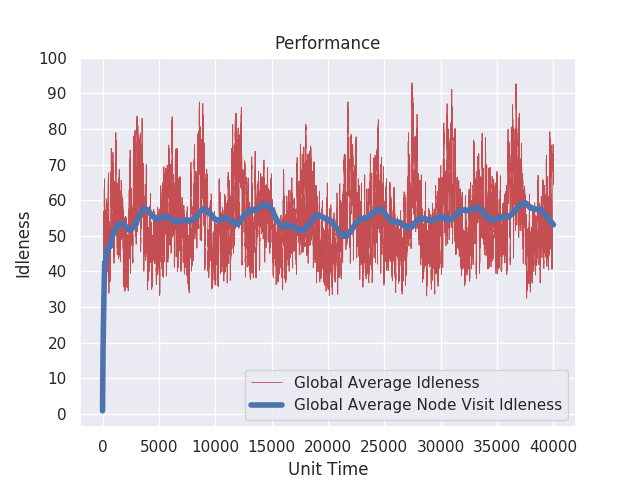 Performance
100
90
80
70
60
50
40
30
20
10
0
Idleness
Global Average Idleness
Global Average Node Visit Idleness
0 5000 10000 15000 20000 25000 30000 35000 40000
Unit Time